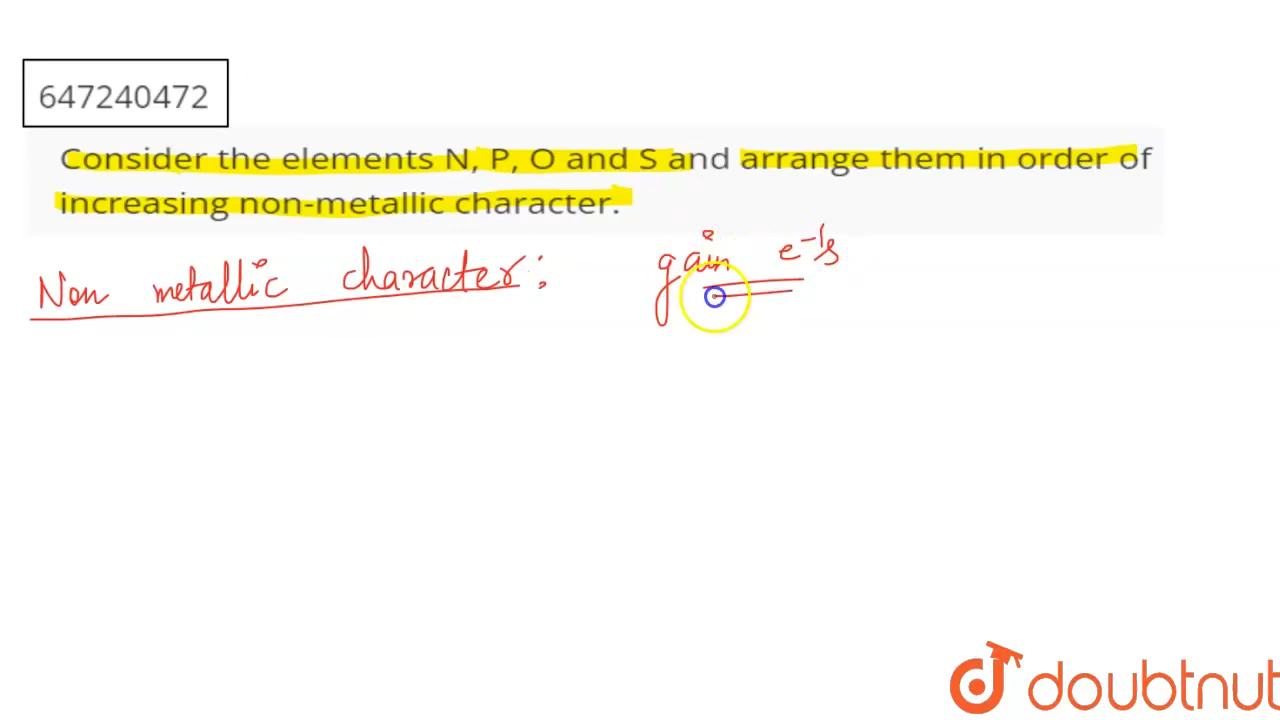 647240472
Consider the elements N, P, O and S and arrange them in order of
increasing non-metallic character.
Non metallic character : gain e⁻'s
doubtnut